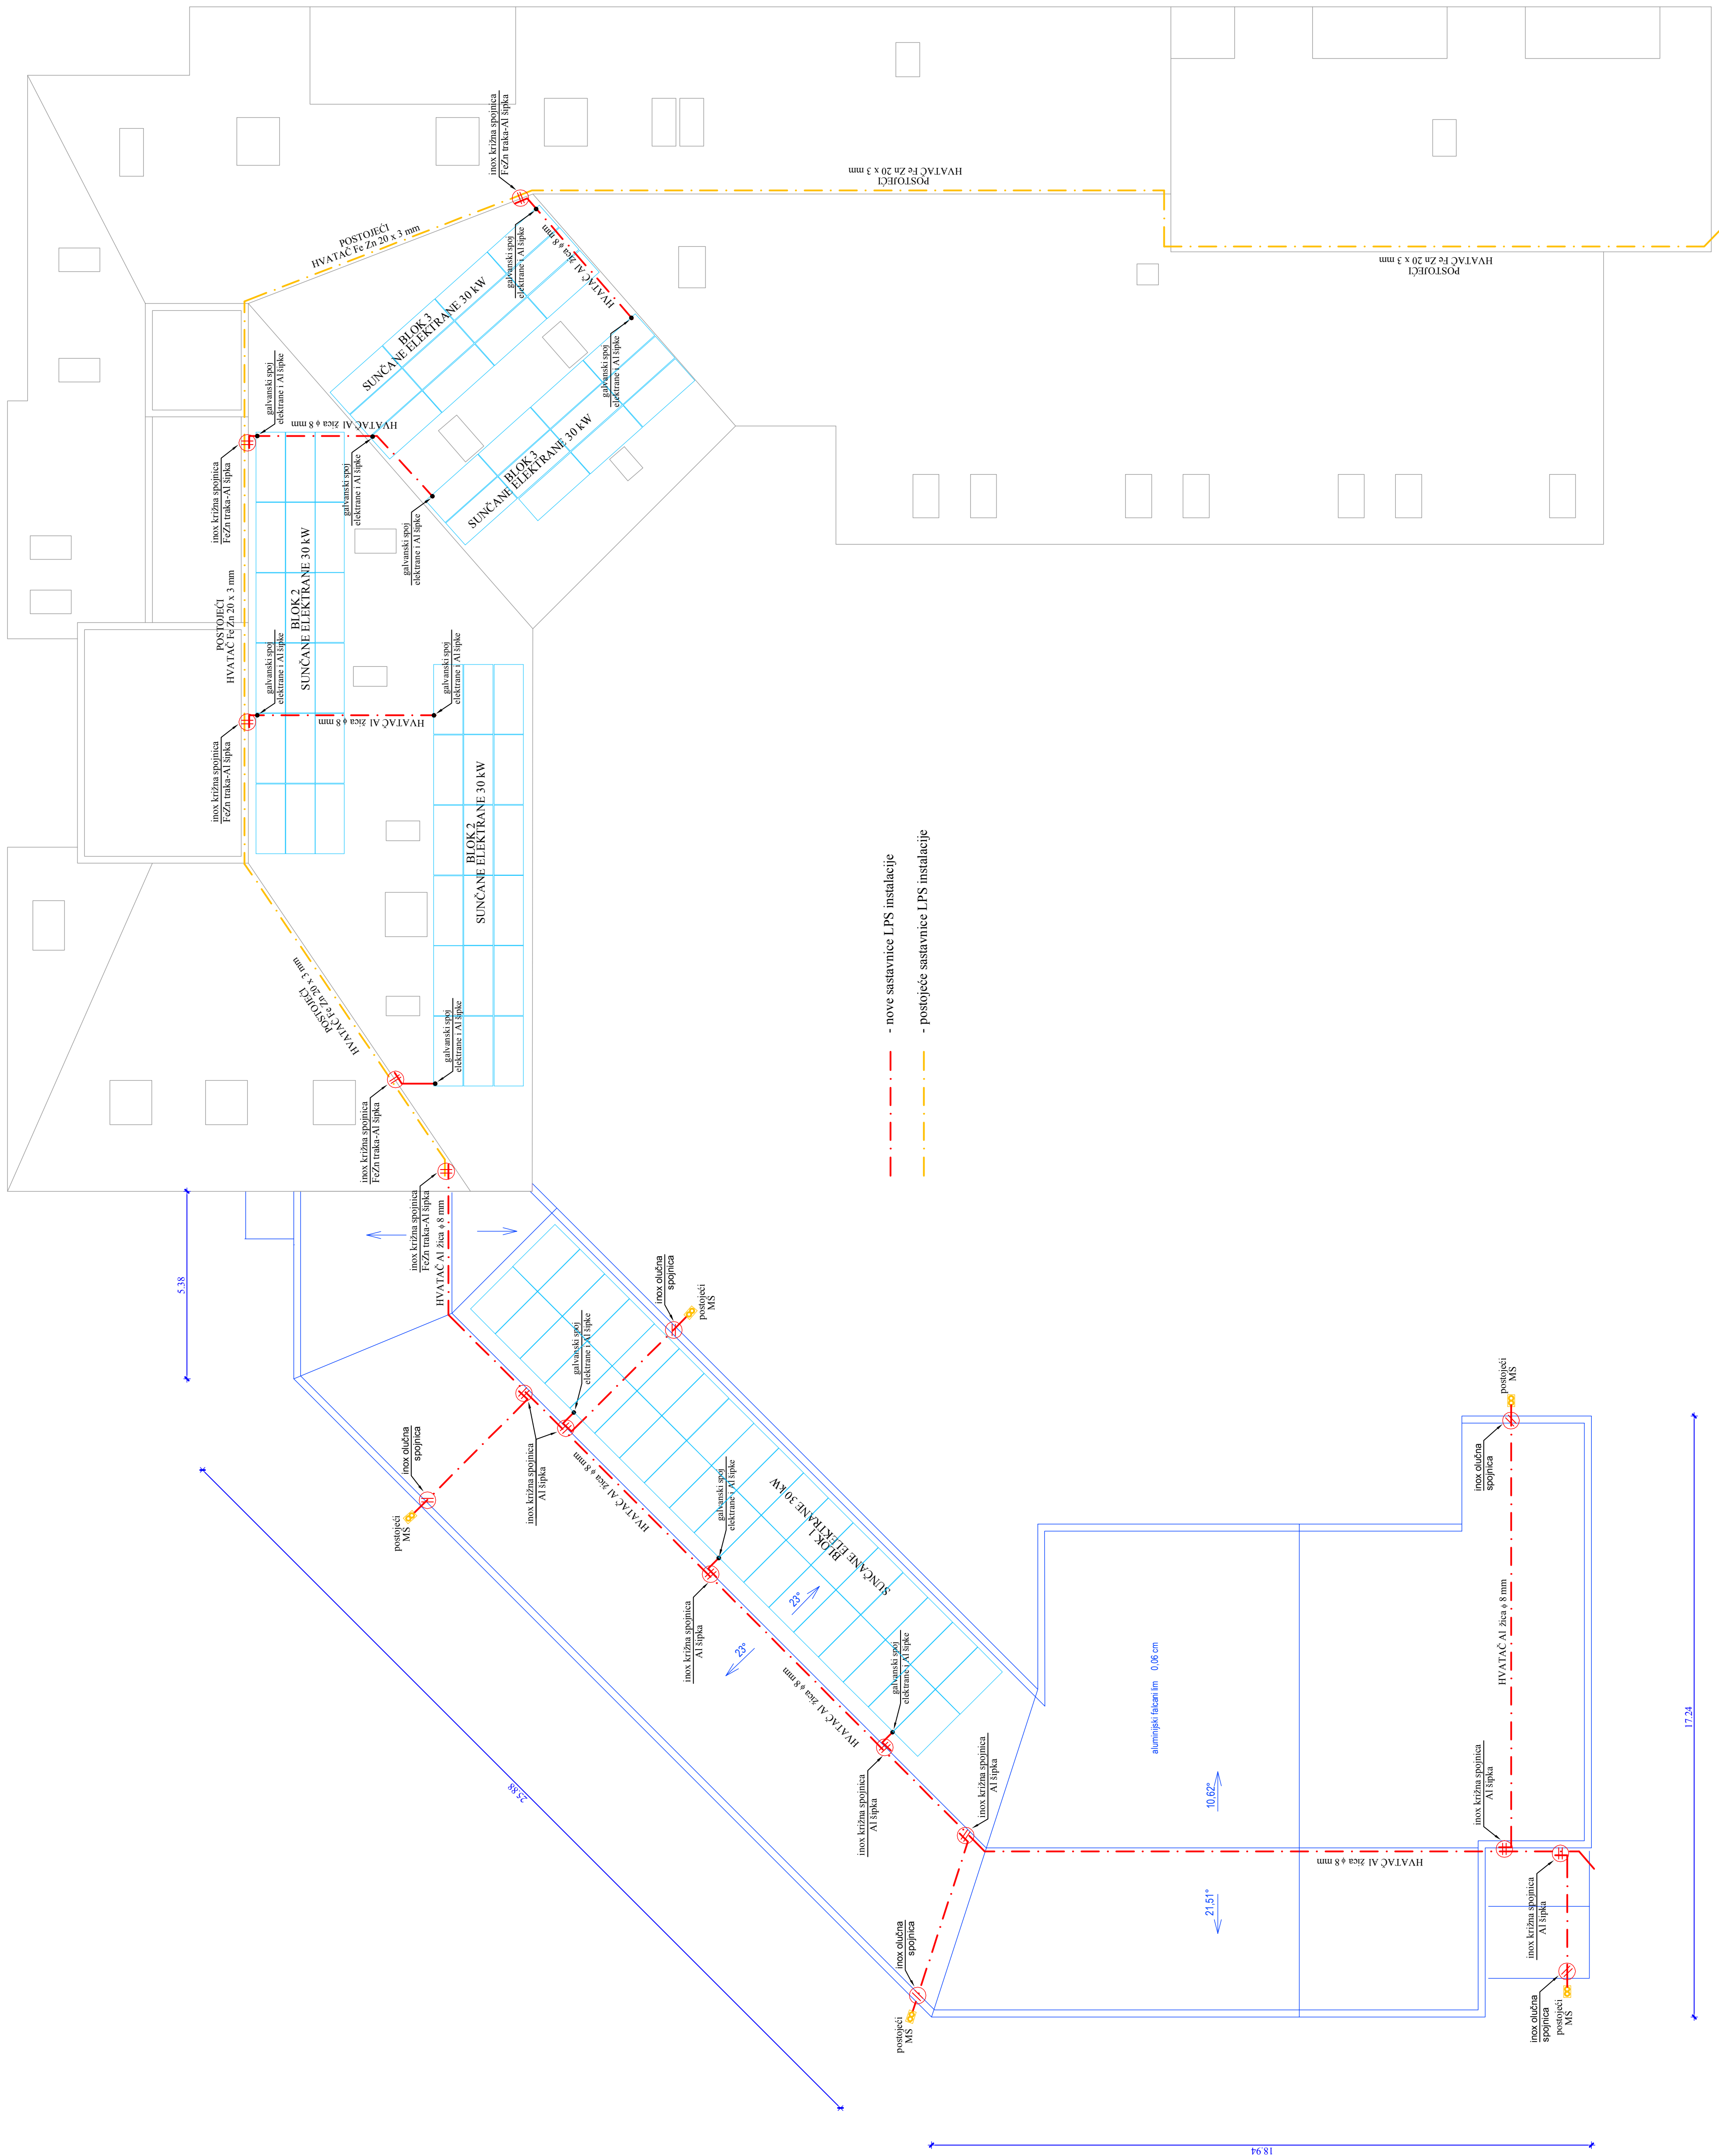 inox križna spojnica
FeZn traka-Al šipka
POSTOJEĆI
HVATAČ Fe Zn 20 x 3 mm
POSTOJEĆI
HVATAČ Fe Zn 20 x 3 mm
POSTOJEĆI
HVATAČ Fe Zn 20 x 3 mm
galvanski spoj
elektrane i Al šipke
HVATAČ Al žica ϕ 8 mm
BLOK 3
SUNČANE ELEKTRANE 30 kW
galvanski spoj
elektrane i Al šipke
BLOK 3
SUNČANE ELEKTRANE 30 kW
galvanski spoj
elektrane i Al šipke
HVATAČ Al žica ϕ 8 mm
inox križna spojnica
FeZn traka-Al šipka
galvanski spoj
elektrane i Al šipke
galvanski spoj
elektrane i Al šipke
POSTOJEĆI
HVATAČ Fe Zn 20 x 3 mm
BLOK 2
SUNČANE ELEKTRANE 30 kW
galvanski spoj
elektrane i Al šipke
galvanski spoj
elektrane i Al šipke
HVATAČ Al žica ϕ 8 mm
inox križna spojnica
FeZn traka-Al šipka
BLOK 2
SUNČANE ELEKTRANE 30 kW
POSTOJEĆI
HVATAČ Fe Zn 20 x 3 mm
galvanski spoj
elektrane i Al šipke
inox križna spojnica
FeZn traka-Al šipka
inox križna spojnica
FeZn traka-Al šipka
HVATAČ Al žica ϕ 8 mm
- nove sastavnice LPS instalacije
- postojeće sastavnice LPS instalacije
5.38
inox olučna
spojnica
postojeći
MS
galvanski spoj
elektrane i Al šipke
inox olučna
spojnica
postojeći
MS
inox križna spojnica
Al šipka
HVATAČ Al žica ϕ 8 mm
galvanski spoj
elektrane i Al šipke
BLOK 1
SUNČANE ELEKTRANE 30 kW
23°
23°
inox križna spojnica
Al šipka
HVATAČ Al žica ϕ 8 mm
galvanski spoj
elektrane i Al šipke
inox križna spojnica
Al šipka
inox križna spojnica
Al šipka
25.88
postojeći
MS
inox olučna
spojnica
HVATAČ Al žica ϕ 8 mm
aluminijski falcani lim 0,06 cm
10,62°
21,51°
17.24
inox križna spojnica
Al šipka
HVATAČ Al žica ϕ 8 mm
inox križna spojnica
Al šipka
inox olučna
spojnica
postojeći
MS
inox olučna
spojnica
postojeći
MS
18.94